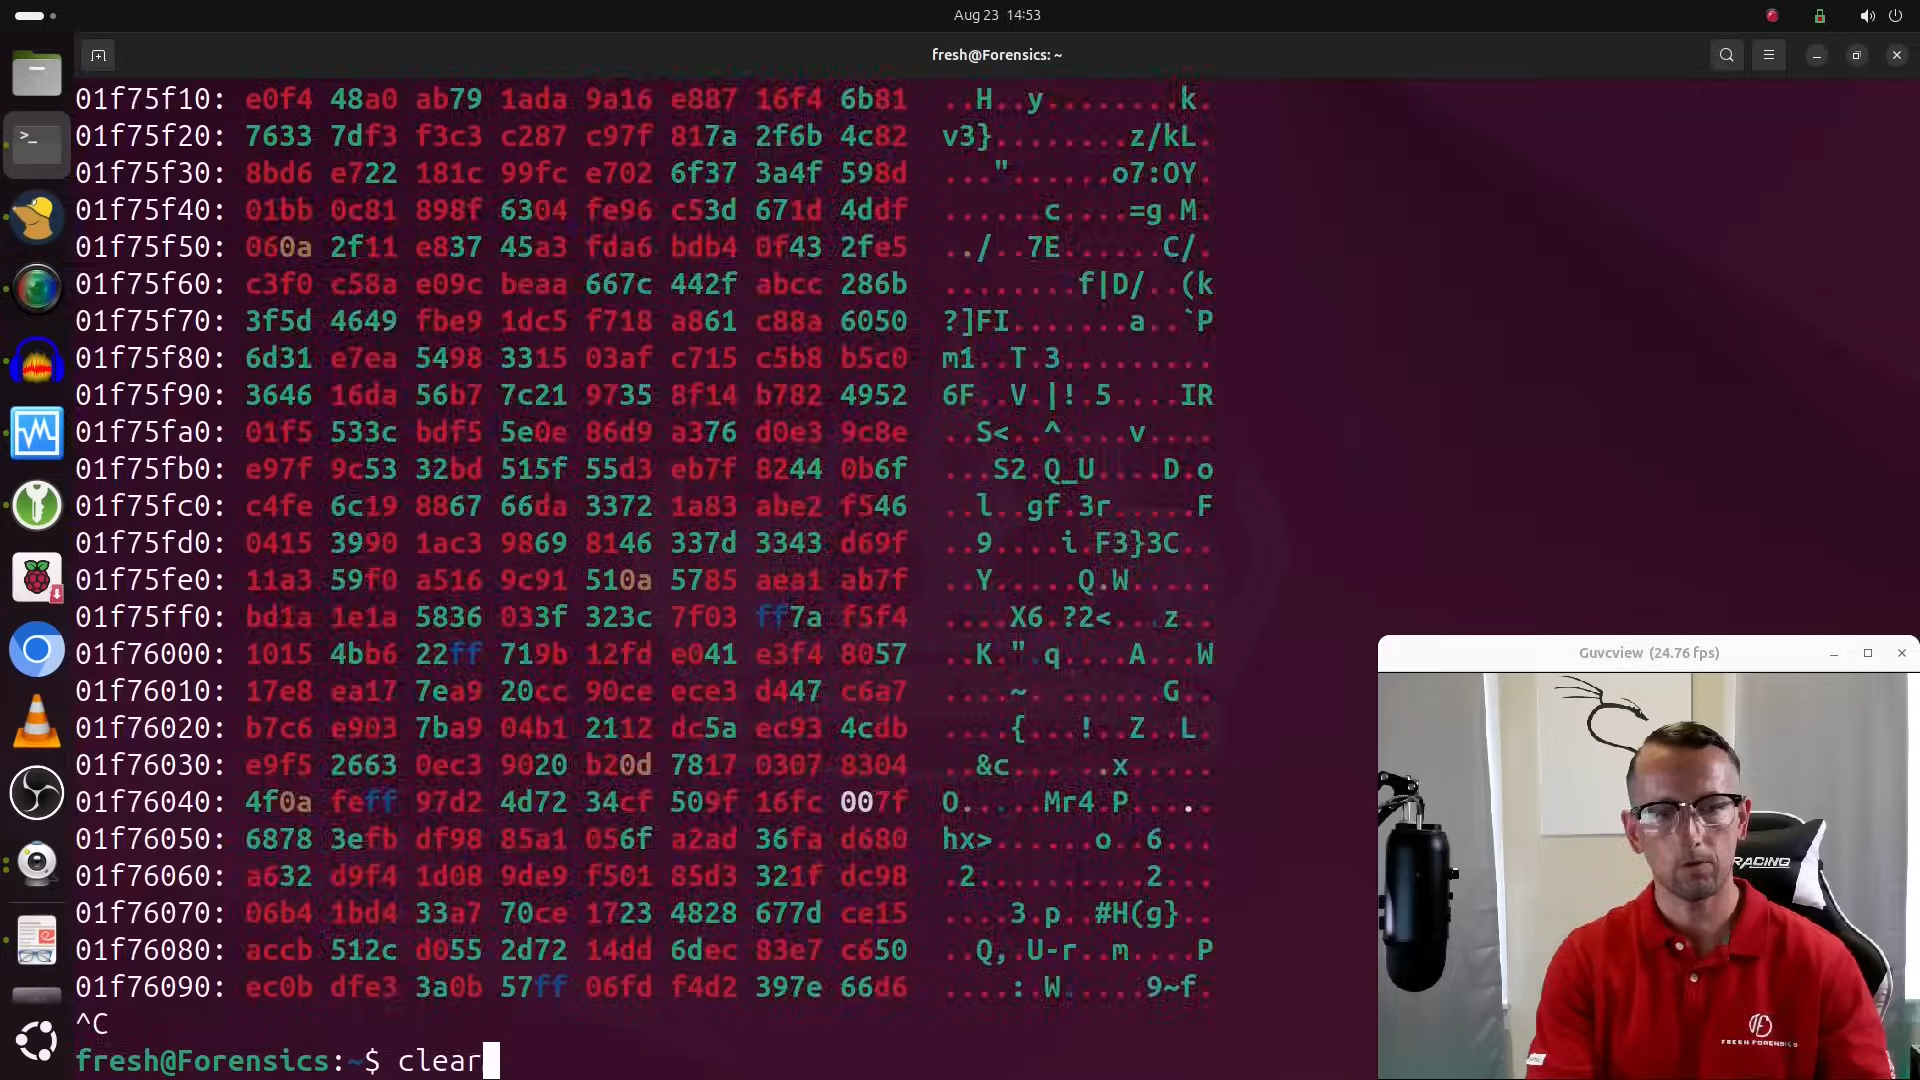 Aug 23 14:53
fresh@Forensics: ~
01f75f10: e0f4 48a0 ab79 1ada 9a16 e887 16f4 6b81 ..H..y........k.
01f75f20: 7633 7df3 f3c3 c287 c97f 817a 2f6b 4c82 v3}........z/kL.
01f75f30: 8bd6 e722 181c 99fc e702 6f37 3a4f 598d ..."......o7:OY.
01f75f40: 01bb 0c81 898f 6304 fe96 c53d 671d 4ddf ......c....=g.M.
01f75f50: 060a 2f11 e837 45a3 fda6 bdb4 0f43 2fe5 ../..7E......C/.
01f75f60: c3f0 c58a e09c beaa 667c 442f abcc 286b ........f|D/..(k
01f75f70: 3f5d 4649 fbe9 1dc5 f718 a861 c88a 6050 ?]FI.......a..`P
01f75f80: 6d31 e7ea 5498 3315 03af c715 c5b8 b5c0 m1..T.3.........
01f75f90: 3646 16da 56b7 7c21 9735 8f14 b782 4952 6F..V.|!.5....IR
01f75fa0: 01f5 533c bdf5 5e0e 86d9 a376 d0e3 9c8e ..S<..^....v....
01f75fb0: e97f 9c53 32bd 515f 55d3 eb7f 8244 0b6f ...S2.Q_U....D.o
01f75fc0: c4fe 6c19 8867 66da 3372 1a83 abe2 f546 ..l..gf.3r.....F
01f75fd0: 0415 3990 1ac3 9869 8146 337d 3343 d69f ..9....i.F3}3C..
01f75fe0: 11a3 59f0 a516 9c91 510a 5785 aea1 ab7f ..Y.....Q.W.....
01f75ff0: bd1a 1e1a 5836 033f 323c 7f03 ff7a f5f4 ....X6.?2<...z..
01f76000: 1015 4bb6 22ff 719b 12fd e041 e3f4 8057 ..K.".q....A...W
01f76010: 17e8 ea17 7ea9 20cc 90ce ece3 d447 c6a7 ....~. ......G..
01f76020: b7c6 e903 7ba9 04b1 2112 dc5a ec93 4cdb ....{...!..Z..L.
01f76030: e9f5 2663 0ec3 9020 b20d 7817 0307 8304 ..&c... ..x.....
01f76040: 4f0a feff 97d2 4d72 34cf 509f 16fc 007f O.....Mr4.P.....
01f76050: 6878 3efb df98 85a1 056f a2ad 36fa d680 hx>......o..6...
01f76060: a632 d9f4 1d08 9de9 f501 85d3 321f dc98 .2..........2...
01f76070: 06b4 1bd4 33a7 70ce 1723 4828 677d ce15 ....3.p..#H(g}..
01f76080: accb 512c d055 2d72 14dd 6dec 83e7 c650 ..Q,.U-r..m....P
01f76090: ec0b dfe3 3a0b 57ff 06fd f4d2 397e 66d6 ....:.W.....9~f.
^C
fresh@Forensics:~$ clear
Guvcview (24.76 fps)
RACING
FRESH FORENSICS